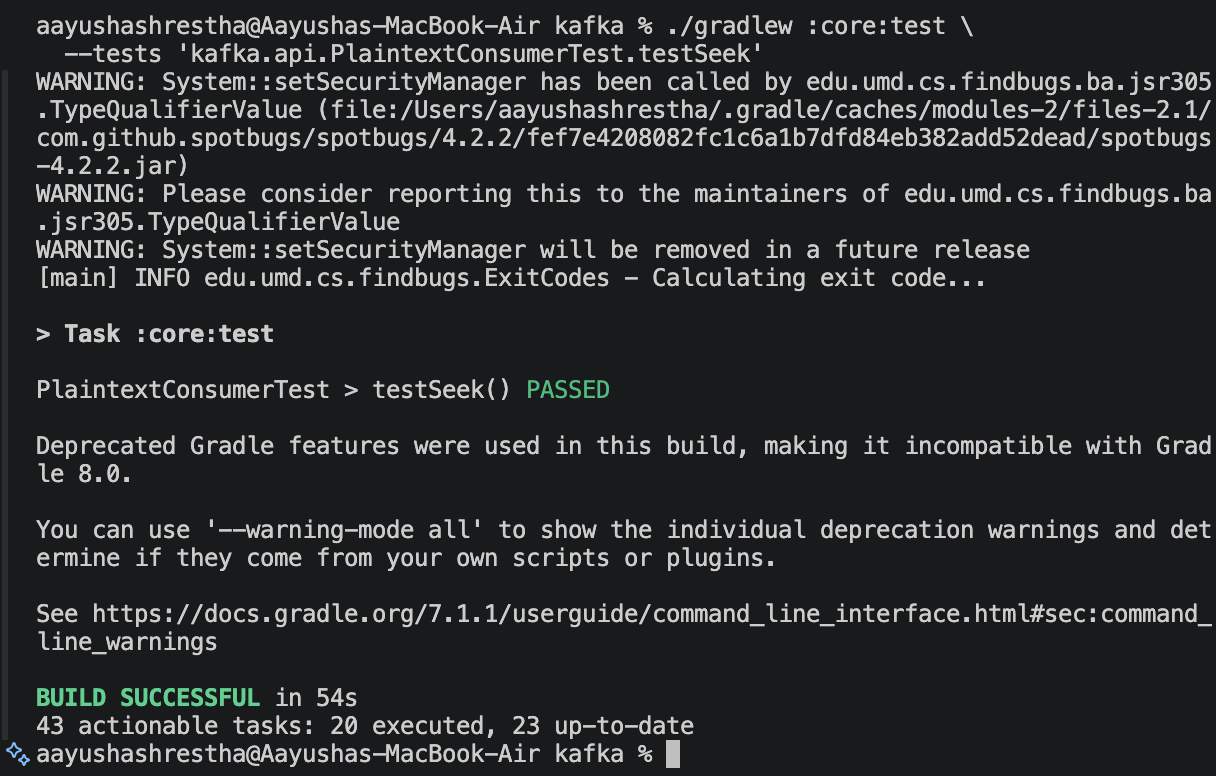 aayushashrestha@Aayushas-MacBook-Air kafka % ./gradlew :core:test \
  --tests 'kafka.api.PlaintextConsumerTest.testSeek'
WARNING: System::setSecurityManager has been called by edu.umd.cs.findbugs.ba.jsr305
.TypeQualifierValue (file:/Users/aayushashrestha/.gradle/caches/modules-2/files-2.1/
com.github.spotbugs/spotbugs/4.2.2/fef7e4208082fc1c6a1b7dfd84eb382add52dead/spotbugs
-4.2.2.jar)
WARNING: Please consider reporting this to the maintainers of edu.umd.cs.findbugs.ba
.jsr305.TypeQualifierValue
WARNING: System::setSecurityManager will be removed in a future release
[main] INFO edu.umd.cs.findbugs.ExitCodes - Calculating exit code...

> Task :core:test

PlaintextConsumerTest > testSeek() PASSED

Deprecated Gradle features were used in this build, making it incompatible with Grad
le 8.0.

You can use '--warning-mode all' to show the individual deprecation warnings and det
ermine if they come from your own scripts or plugins.

See https://docs.gradle.org/7.1.1/userguide/command_line_interface.html#sec:command_
line_warnings

BUILD SUCCESSFUL in 54s
43 actionable tasks: 20 executed, 23 up-to-date
aayushashrestha@Aayushas-MacBook-Air kafka %